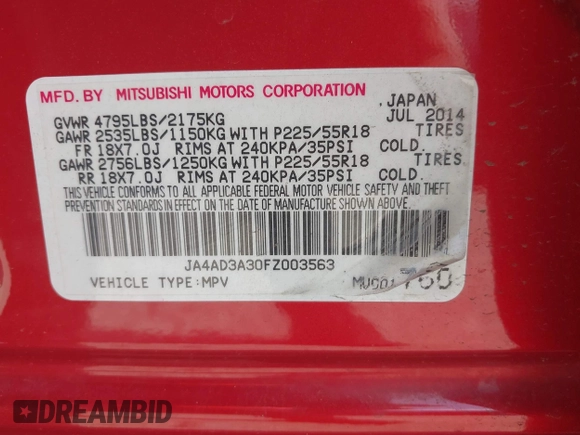 MFD. BY MITSUBISHI MOTORS CORPORATION
, JAPAN
GVWR 4795LBS/2175KG JUL 2014
GAWR 2535LBS/1150KG WITH P225/55R18 TIRES
FR 18X7.0J RIMS AT 240KPA/35PSI COLD.
GAWR 2756LBS/1250KG WITH P225/55R18 TIRES
RR 18X7.0J RIMS AT 240KPA/35PSI COLD.
THIS VEHICLE CONFORMS TO ALL APPLICABLE FEDERAL MOTOR VEHICLE SAFETY AND THEFT
PREVENTION STANDARDS IN EFFECT ON THE DATE OF MANUFACTURE SHOWN ABOVE.
JA4AD3A30FZ003563
VEHICLE TYPE:MPV 760
DREAMBID